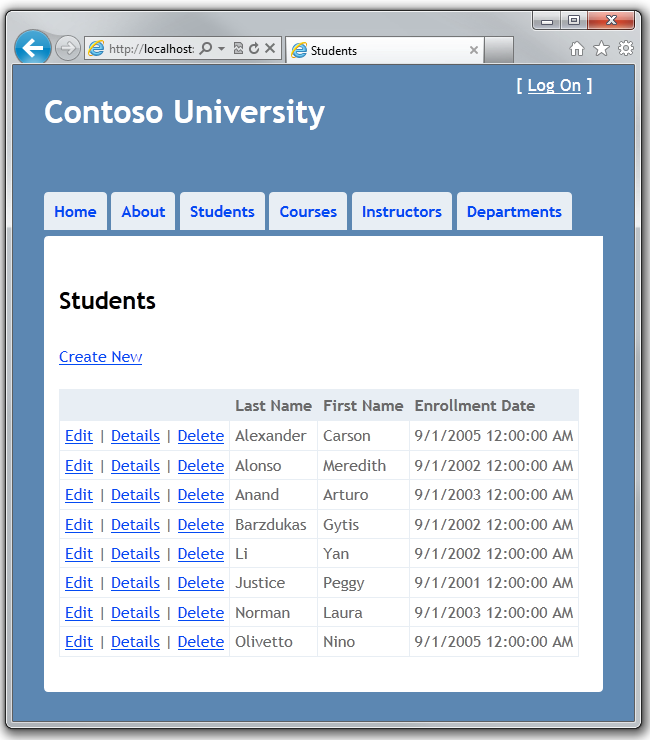 http://localhost:
Students
[ Log On ]
Contoso University
Home About Students Courses Instructors Departments
Students
Create New
Last Name First Name Enrollment Date
Edit | Details | Delete Alexander Carson 9/1/2005 12:00:00 AM
Edit | Details | Delete Alonso Meredith 9/1/2002 12:00:00 AM
Edit | Details | Delete Anand Arturo 9/1/2003 12:00:00 AM
Edit | Details | Delete Barzdukas Gytis 9/1/2002 12:00:00 AM
Edit | Details | Delete Li Yan 9/1/2002 12:00:00 AM
Edit | Details | Delete Justice Peggy 9/1/2001 12:00:00 AM
Edit | Details | Delete Norman Laura 9/1/2003 12:00:00 AM
Edit | Details | Delete Olivetto Nino 9/1/2005 12:00:00 AM